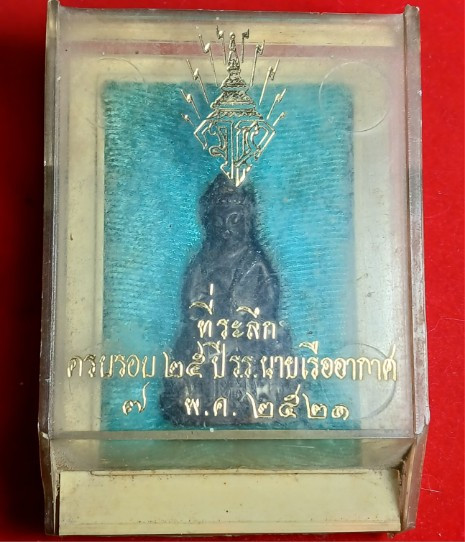 ที่ระลึก
ครบรอบ ๒๕ ปี รร.นายเรืออากาศ
๗ พ.ค. ๒๕๒๑